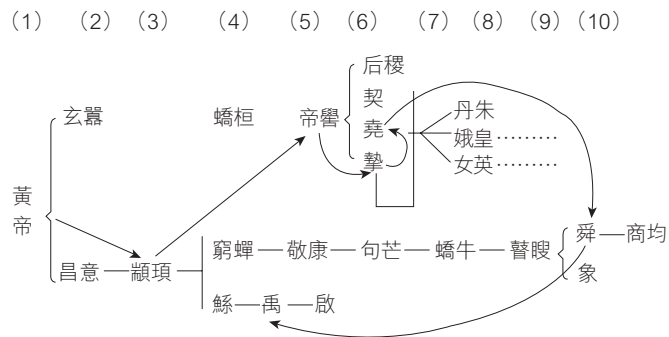 (1) (2) (3) (4) (5) (6) (7) (8) (9) (10)
后稷
玄囂 蟜桓 帝嚳 契
堯 丹朱
娥皇………
摯 女英………
黃帝
窮蟬 敬康 句芒 蟜牛 瞽瞍 舜 商均
昌意 顓頊 象
鯀 禹 啟